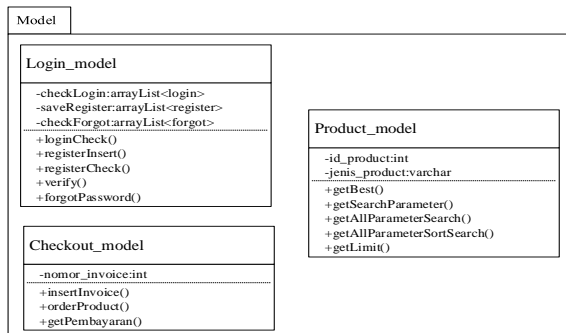 Model
Login_model
-checkLogin:arrayList<login>
-saveRegister:arrayList<register>
-checkForgot:arrayList<forgot>
+loginCheck()
+registerInsert()
+registerCheck()
+verify()
+forgotPassword()
Checkout_model
-nomor_invoice:int
+insertInvoice()
+orderProduct()
+getPembayaran()
Product_model
-id_product:int
-jenis_product:varchar
+getBest()
+getSearchParameter()
+getAllParameterSearch()
+getAllParameterSortSearch()
+getLimit()